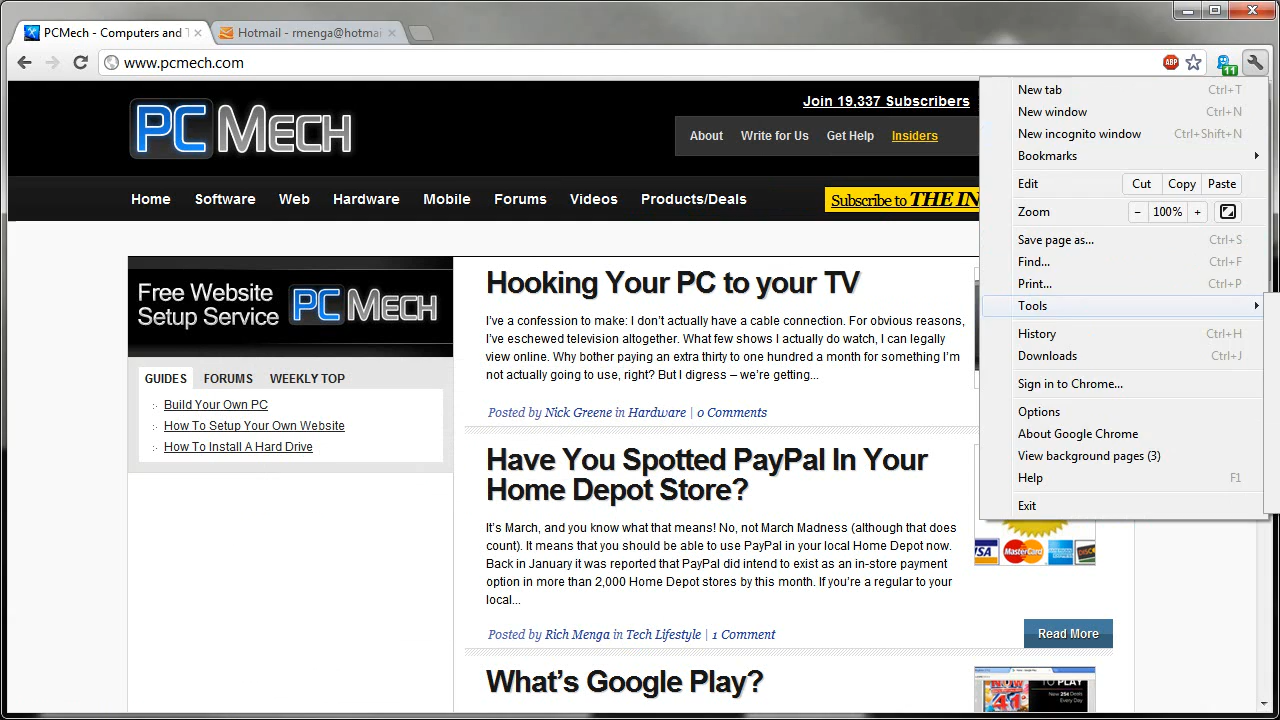 PCMech - Computers and T
Hotmail - rmenga@hotmai
www.pcmech.com
ABP
11
Join 19,337 Subscribers
PC MECH
About Write for Us Get Help Insiders
Home Software Web Hardware Mobile Forums Videos Products/Deals
Subscribe to THE IN
New tab Ctrl+T
New window Ctrl+N
New incognito window Ctrl+Shift+N
Bookmarks
Edit Cut Copy Paste
Zoom − 100% +
Save page as... Ctrl+S
Find... Ctrl+F
Print... Ctrl+P
Tools
History Ctrl+H
Downloads Ctrl+J
Sign in to Chrome...
Options
About Google Chrome
View background pages (3)
Help F1
Exit
Free Website
Setup Service
PC MECH
GUIDES FORUMS WEEKLY TOP
Build Your Own PC
How To Setup Your Own Website
How To Install A Hard Drive
Hooking Your PC to your TV
I've a confession to make: I don't actually have a cable connection. For obvious reasons,
I've eschewed television altogether. What few shows I actually do watch, I can legally
view online. Why bother paying an extra thirty to one hundred a month for something I'm
not actually going to use, right? But I digress – we're getting...
Posted by Nick Greene in Hardware | 0 Comments
Have You Spotted PayPal In Your
Home Depot Store?
It's March, and you know what that means! No, not March Madness (although that does
count). It means that you should be able to use PayPal in your local Home Depot now.
Back in January it was reported that PayPal did intend to exist as an in-store payment
option in more than 2,000 Home Depot stores by this month. If you're a regular to your
local...
VISA MasterCard
Posted by Rich Menga in Tech Lifestyle | 1 Comment
Read More
What's Google Play?
TO PLAY
41